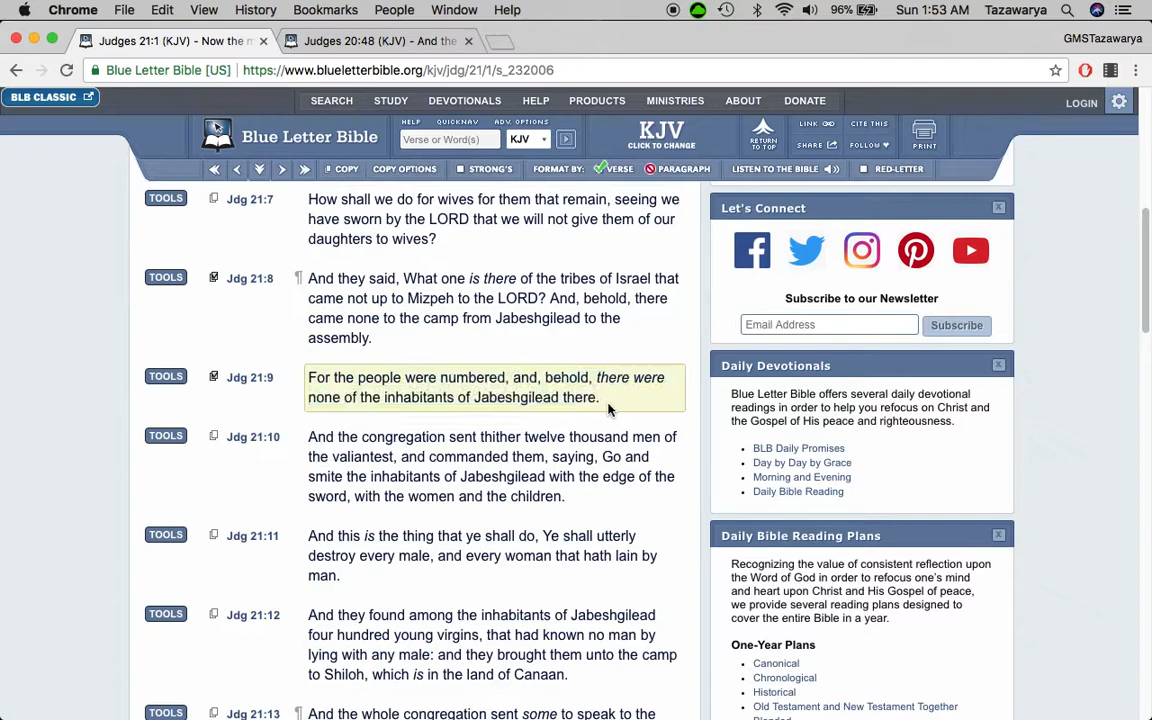 Chrome File Edit View History Bookmarks People Window Help 96% Sun 1:53 AM Tazawarya
Judges 21:1 (KJV) - Now the m Judges 20:48 (KJV) - And the GMSTazawarya
Blue Letter Bible [US] https://www.blueletterbible.org/kjv/jdg/21/1/s_232006
BLB CLASSIC SEARCH STUDY DEVOTIONALS HELP PRODUCTS MINISTRIES ABOUT DONATE LOGIN
HELP QUICKNAV ADV. OPTIONS
Blue Letter Bible Verse or Word(s) KJV
KJV
CLICK TO CHANGE
RETURN
TO TOP
LINK CITE THIS
SHARE FOLLOW
PRINT
COPY COPY OPTIONS STRONG'S FORMAT BY: VERSE PARAGRAPH LISTEN TO THE BIBLE RED-LETTER
TOOLS Jdg 21:7 How shall we do for wives for them that remain, seeing we
have sworn by the LORD that we will not give them of our
daughters to wives?
TOOLS Jdg 21:8 ¶ And they said, What one is there of the tribes of Israel that
came not up to Mizpeh to the LORD? And, behold, there
came none to the camp from Jabeshgilead to the
assembly.
TOOLS Jdg 21:9 For the people were numbered, and, behold, there were
none of the inhabitants of Jabeshgilead there.
TOOLS Jdg 21:10 And the congregation sent thither twelve thousand men of
the valiantest, and commanded them, saying, Go and
smite the inhabitants of Jabeshgilead with the edge of the
sword, with the women and the children.
TOOLS Jdg 21:11 And this is the thing that ye shall do, Ye shall utterly
destroy every male, and every woman that hath lain by
man.
TOOLS Jdg 21:12 And they found among the inhabitants of Jabeshgilead
four hundred young virgins, that had known no man by
lying with any male: and they brought them unto the camp
to Shiloh, which is in the land of Canaan.
TOOLS Jdg 21:13 ¶ And the whole congregation sent some to speak to the
Let's Connect
Subscribe to our Newsletter
Email Address Subscribe
Daily Devotionals
Blue Letter Bible offers several daily devotional
readings in order to help you refocus on Christ and
the Gospel of His peace and righteousness.
BLB Daily Promises
Day by Day by Grace
Morning and Evening
Daily Bible Reading
Daily Bible Reading Plans
Recognizing the value of consistent reflection upon
the Word of God in order to refocus one's mind
and heart upon Christ and His Gospel of peace,
we provide several reading plans designed to
cover the entire Bible in a year.
One-Year Plans
Canonical
Chronological
Historical
Old Testament and New Testament Together